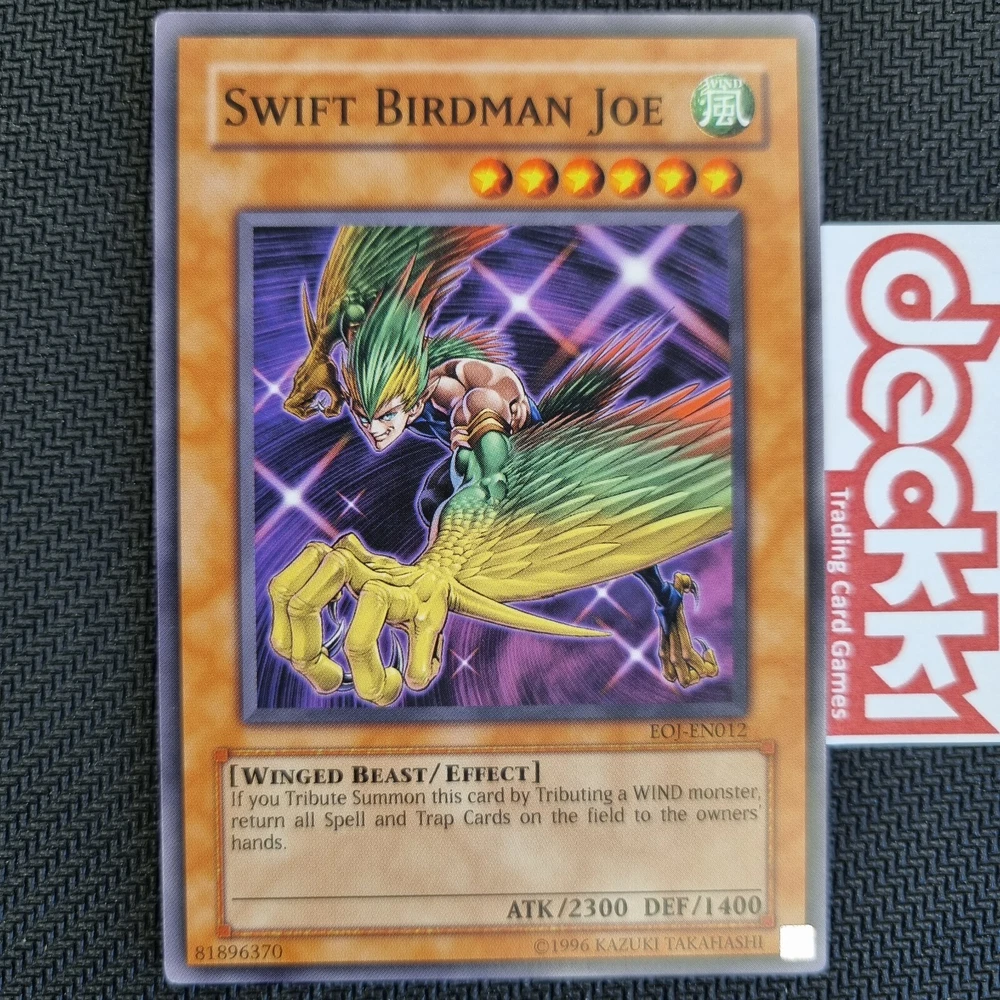 SWIFT BIRDMAN JOE
WIND
風
EOJ-EN012
[WINGED BEAST/EFFECT]
If you Tribute Summon this card by Tributing a WIND monster,
return all Spell and Trap Cards on the field to the owners'
hands.
ATK/2300 DEF/1400
81896370
©1996 KAZUKI TAKAHASHI
deckki
Trading Card Games